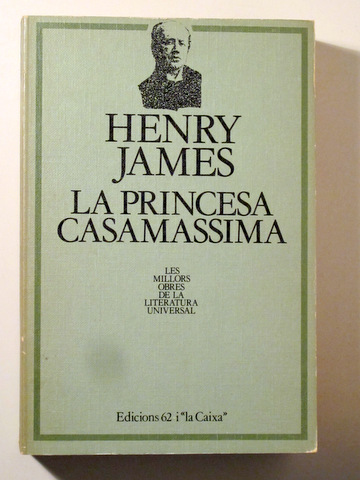 HENRY
JAMES
LA PRINCESA
CASAMASSIMA
LES
MILLORS
OBRES
DE LA
LITERATURA
UNIVERSAL
Edicions 62 i "la Caixa"